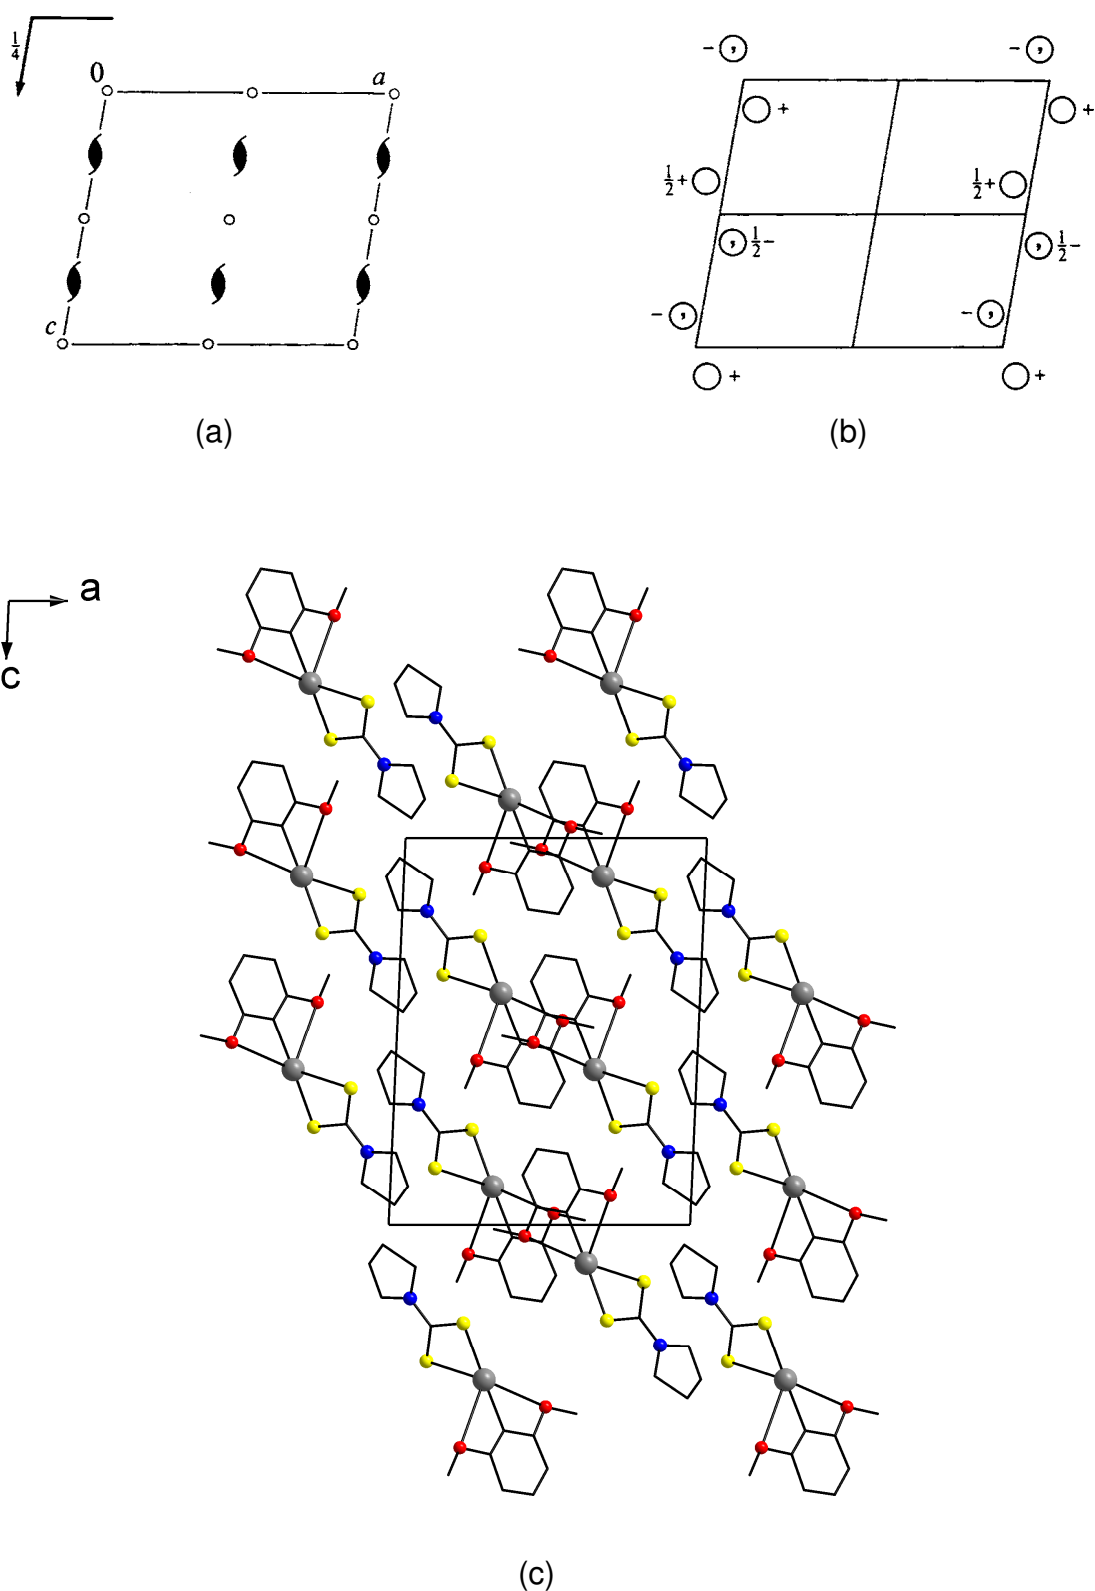 1/4
0
a
c
(a)
- , - ,
+ +
1/2+ 1/2+
, 1/2- , 1/2-
- , - ,
+ +
(b)
a
c
(c)